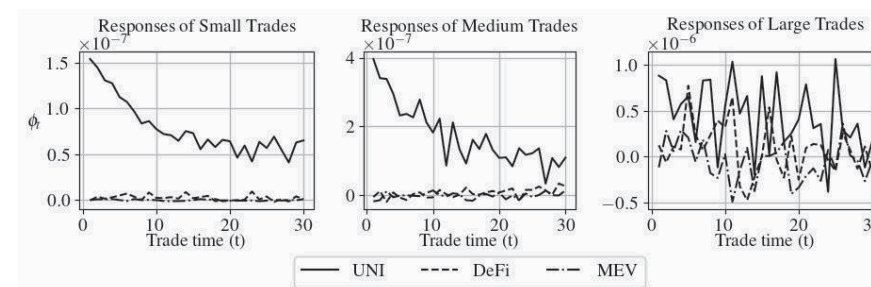 Responses of Small Trades
Responses of Medium Trades
Responses of Large Trades
×10⁻⁷
×10⁻⁷
×10⁻⁶
1.5
1.0
0.5
0.0
4
2
0
1.0
0.5
0.0
−0.5
ϕₜ
0 10 20 30
0 10 20 30
0 10 20
Trade time (t)
Trade time (t)
Trade time (t)
UNI DeFi MEV